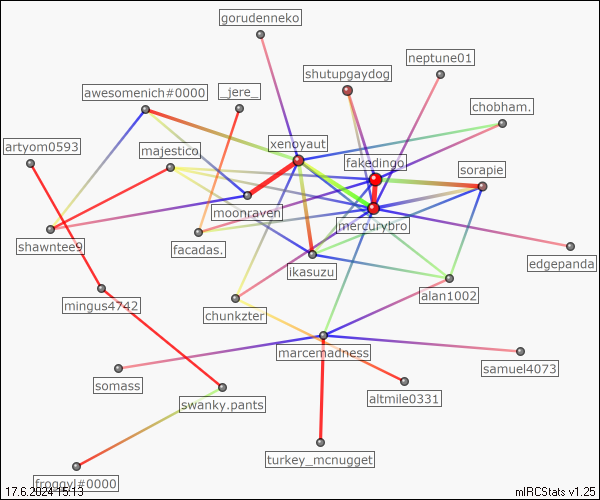 gorudenneko
neptune01
shutupgaydog
awesomenich#0000
_jere_
chobham.
xenoyaut
artyom0593
majestico
fakedingo
sorapie
moonraven
mercurybro
shawntee9
facadas.
edgepanda
ikasuzu
alan1002
mingus4742
chunkzter
marcemadness
samuel4073
somass
altmile0331
swanky.pants
turkey_mcnugget
froggyl#0000
17.6.2024 15:13
mIRCStats v1.25